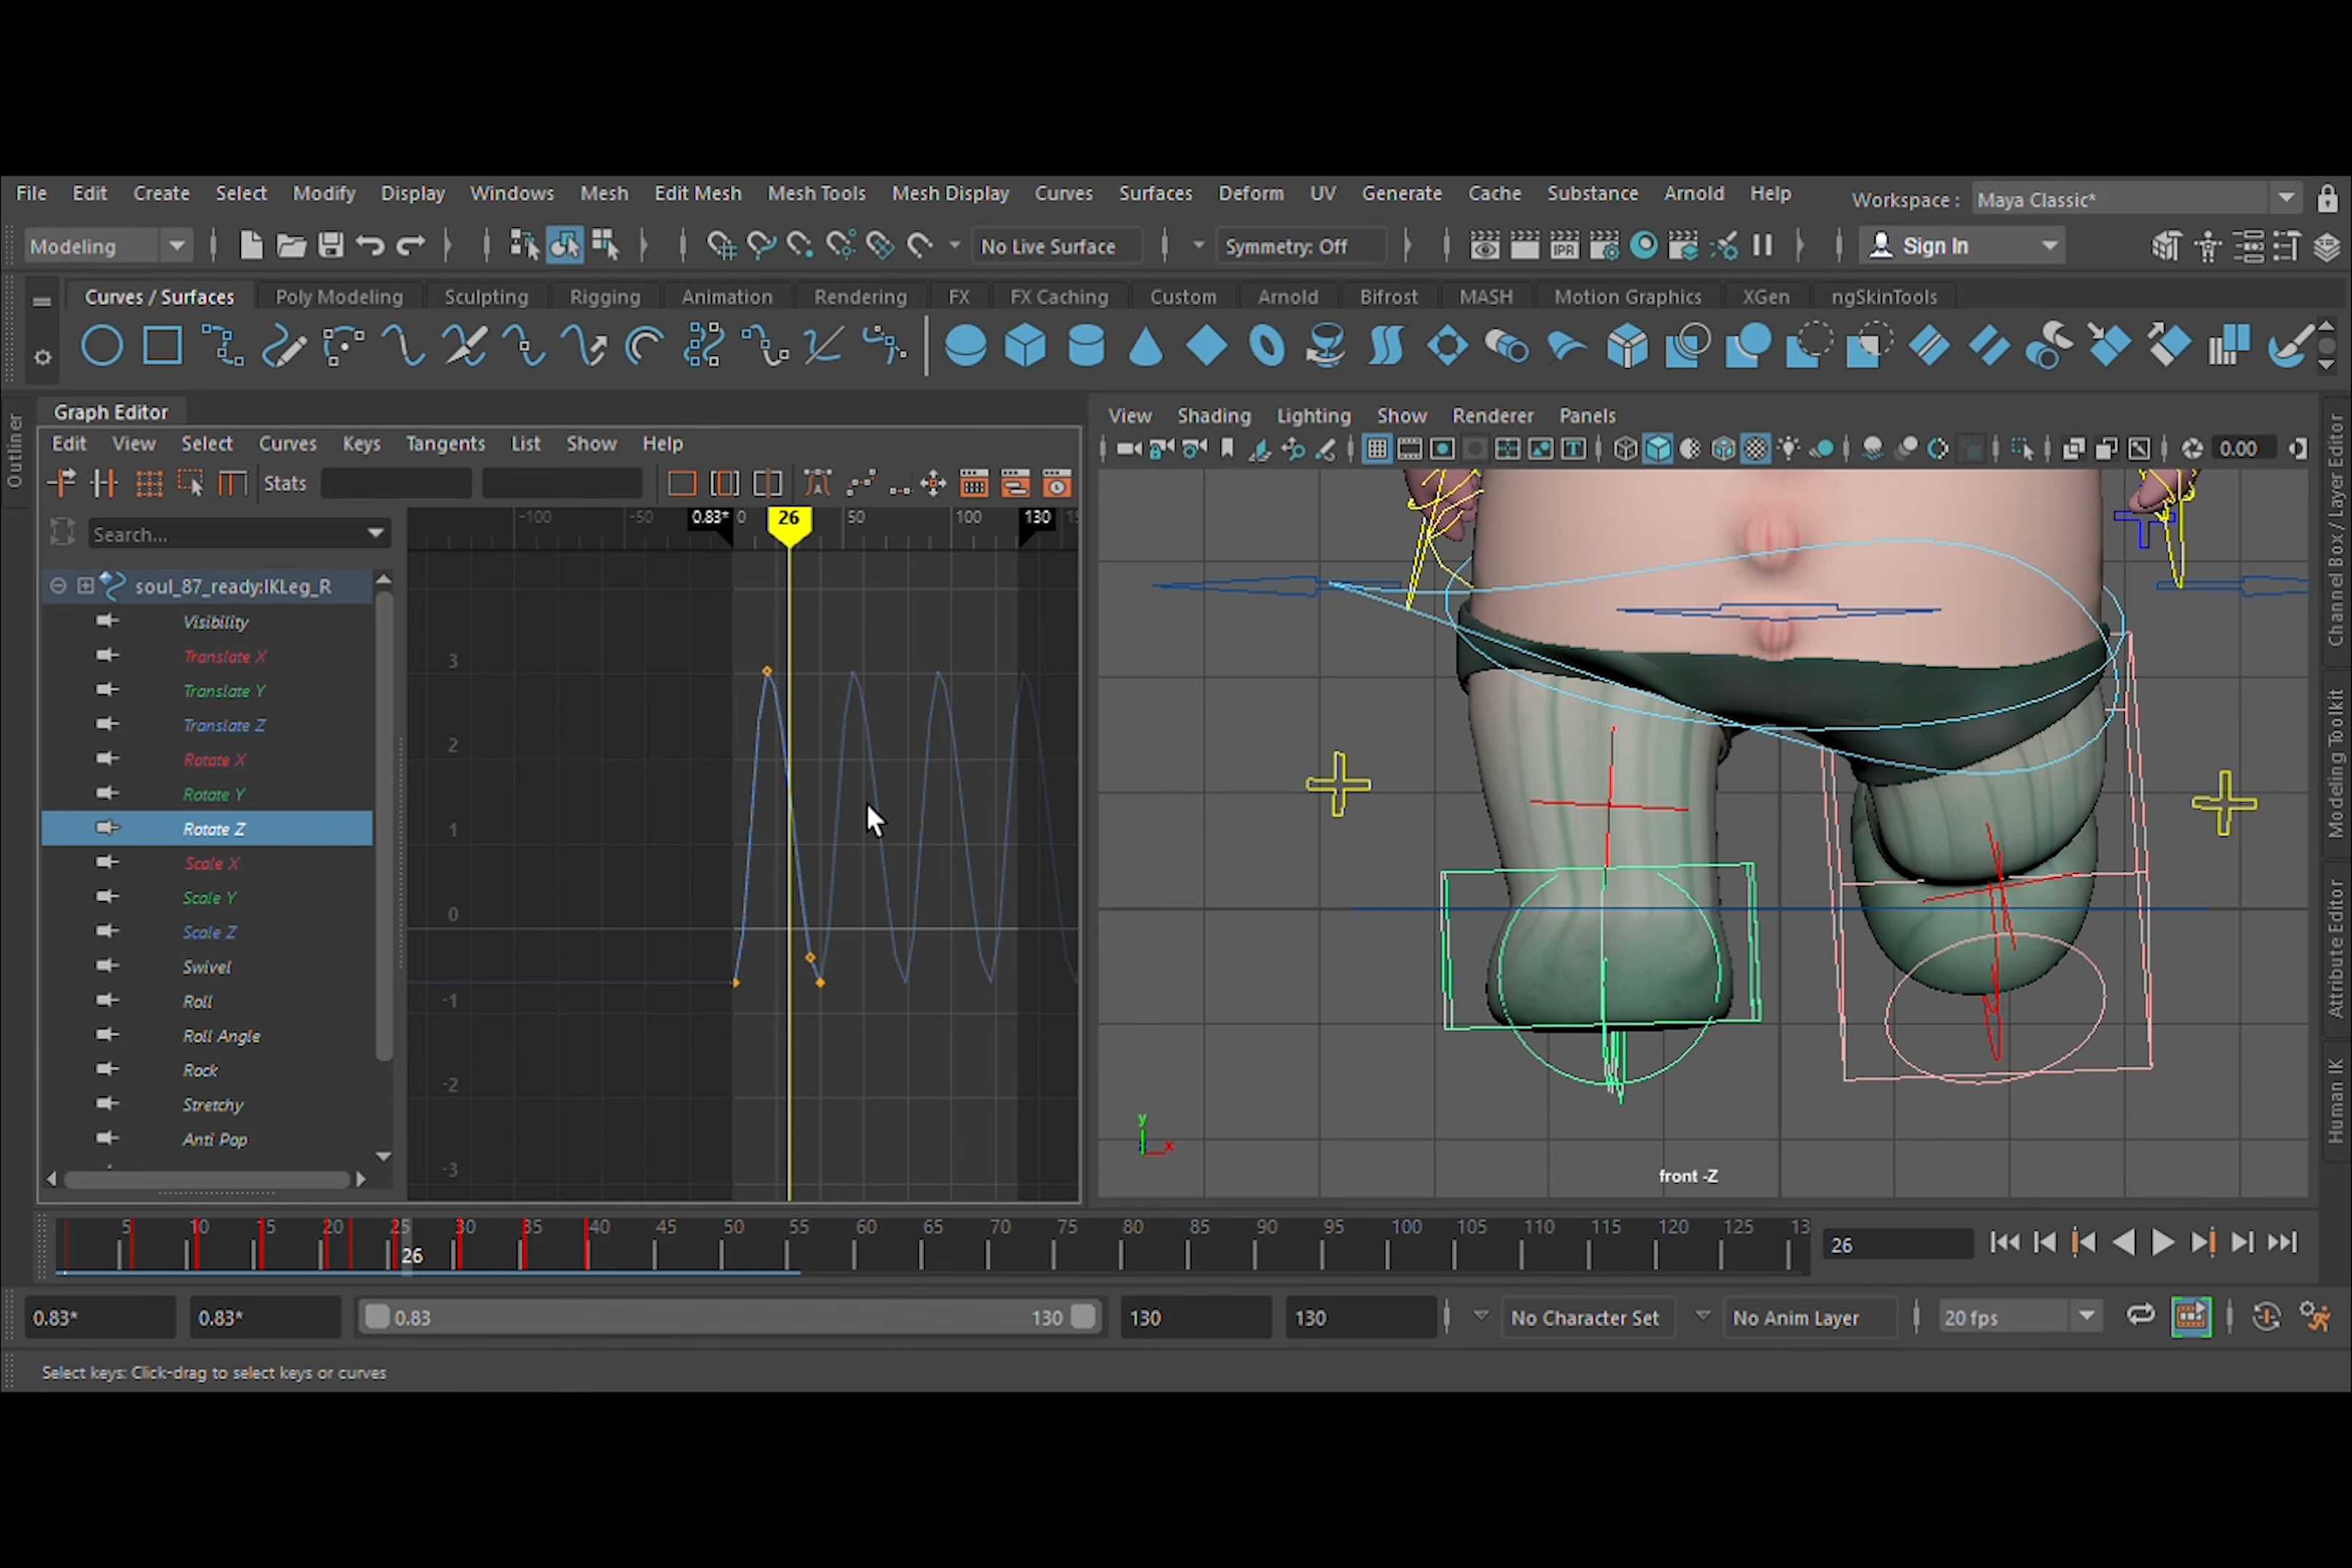 File Edit Create Select Modify Display Windows Mesh Edit Mesh Mesh Tools Mesh Display Curves Surfaces Deform UV Generate Cache Substance Arnold Help Workspace : Maya Classic*
Modeling No Live Surface Symmetry: Off IPR Sign In
Curves / Surfaces Poly Modeling Sculpting Rigging Animation Rendering FX FX Caching Custom Arnold Bifrost MASH Motion Graphics XGen ngSkinTools
Outliner
Graph Editor
Edit View Select Curves Keys Tangents List Show Help
Stats
Search...
soul_87_ready:IKLeg_R
Visibility
Translate X
Translate Y
Translate Z
Rotate X
Rotate Y
Rotate Z
Scale X
Scale Y
Scale Z
Swivel
Roll
Roll Angle
Rock
Stretchy
Anti Pop
-100 -50 0.83* 0 26 50 100 130
3
2
1
0
-1
-2
-3
View Shading Lighting Show Renderer Panels
0.00
y
x
front -Z
Channel Box / Layer Editor
Modeling Toolkit
Attribute Editor
Human IK
5 10 15 20 25 30 35 40 50 55 60 65 70 75 80 85 90 95 100 105 110 115 120 125 13
26
26
0.83* 0.83* 0.83 130 130 130 No Character Set No Anim Layer 20 fps
Select keys: Click-drag to select keys or curves